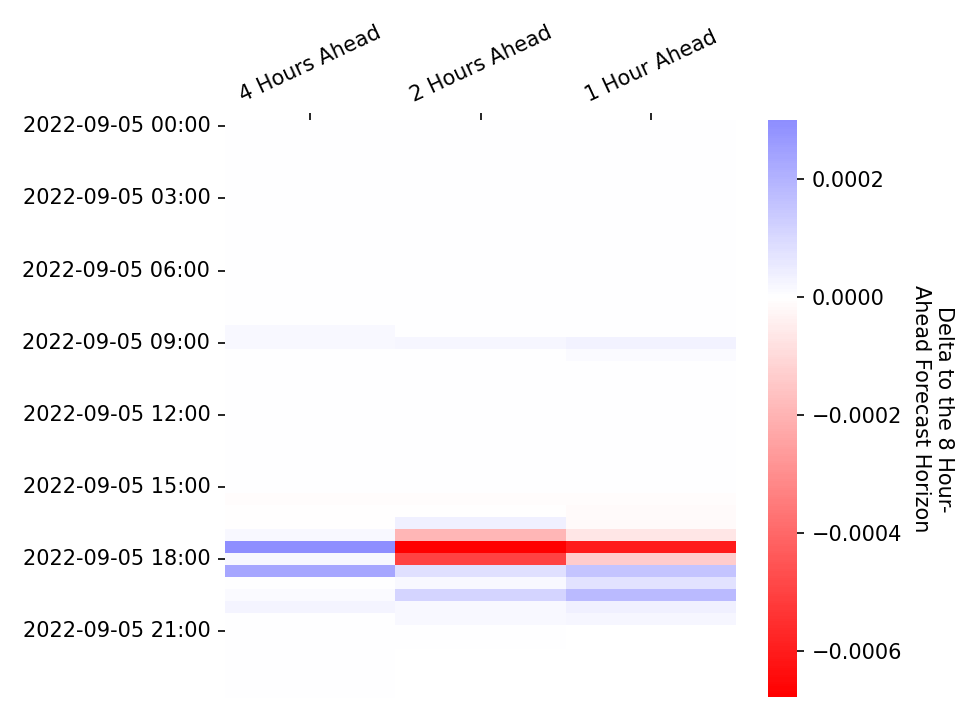 4 Hours Ahead
2 Hours Ahead
1 Hour Ahead
2022-09-05 00:00
2022-09-05 03:00
2022-09-05 06:00
2022-09-05 09:00
2022-09-05 12:00
2022-09-05 15:00
2022-09-05 18:00
2022-09-05 21:00
0.0002
0.0000
−0.0002
−0.0004
−0.0006
Delta to the 8 Hour-
Ahead Forecast Horizon